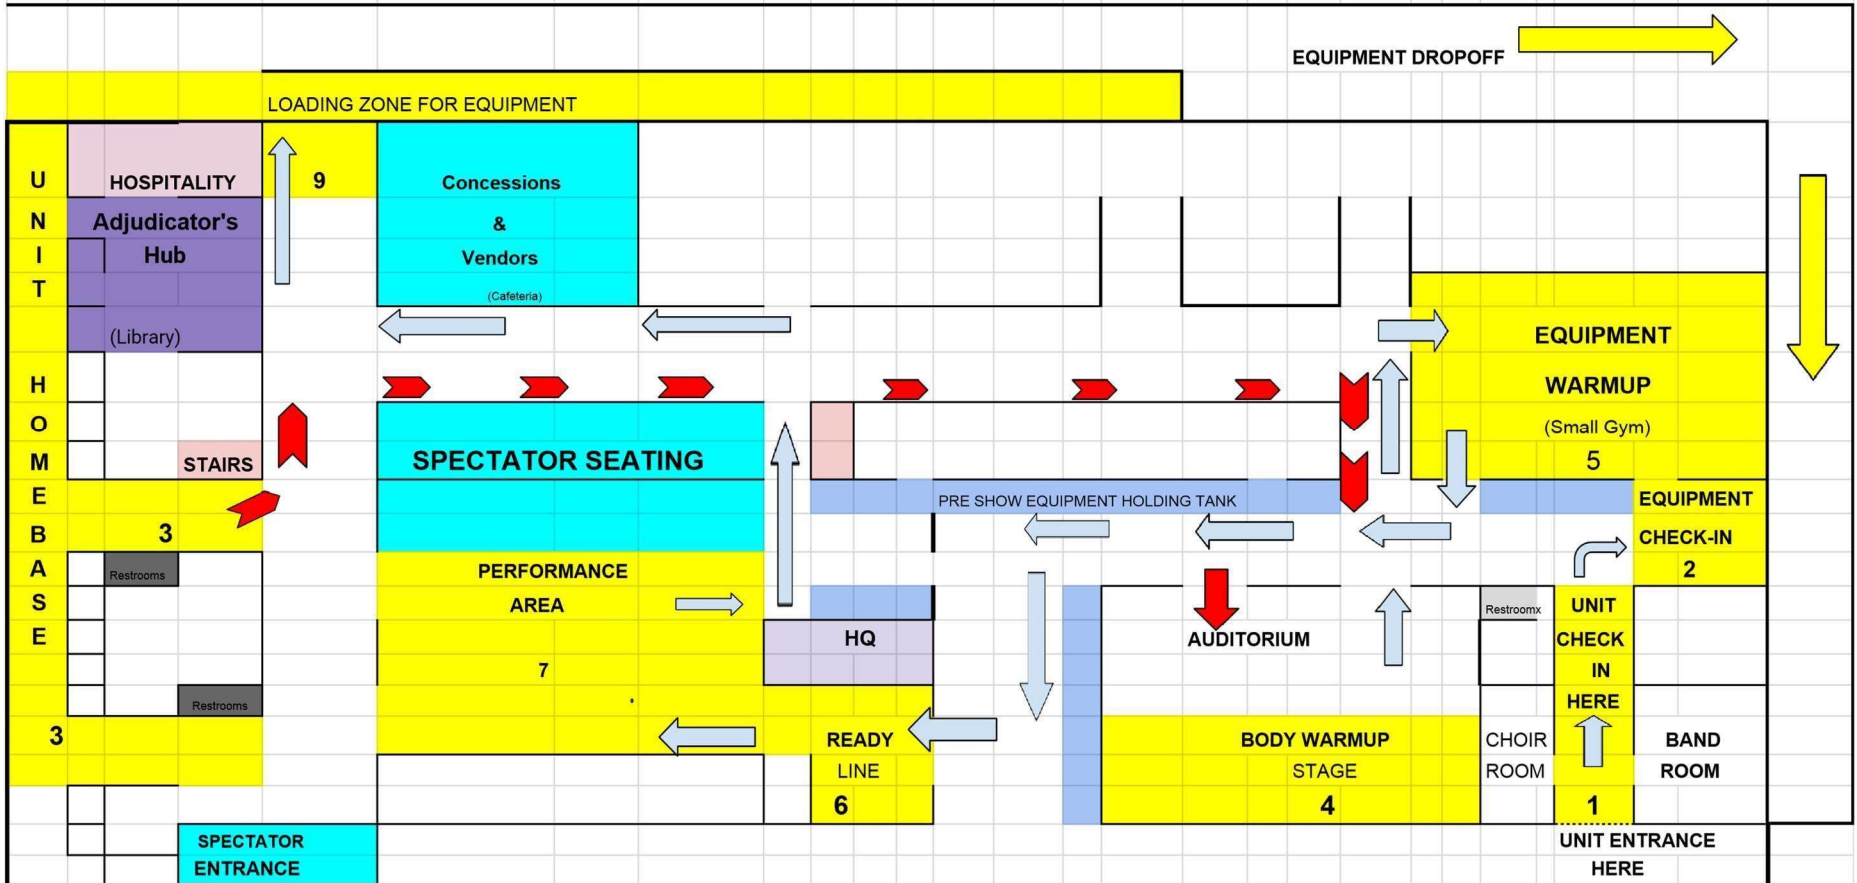 EQUIPMENT DROPOFF
LOADING ZONE FOR EQUIPMENT
U
N
I
T
H
O
M
E
B
A
S
E
HOSPITALITY
Adjudicator's
Hub
(Library)
9
Concessions
&
Vendors
(Cafeteria)
EQUIPMENT
WARMUP
(Small Gym)
5
STAIRS
SPECTATOR SEATING
PRE SHOW EQUIPMENT HOLDING TANK
EQUIPMENT
CHECK-IN
2
3
Restrooms
PERFORMANCE
AREA
7
HQ
AUDITORIUM
Restroomx
UNIT
CHECK
IN
HERE
Restrooms
3
READY
LINE
6
BODY WARMUP
STAGE
4
CHOIR
ROOM
1
BAND
ROOM
SPECTATOR
ENTRANCE
UNIT ENTRANCE
HERE